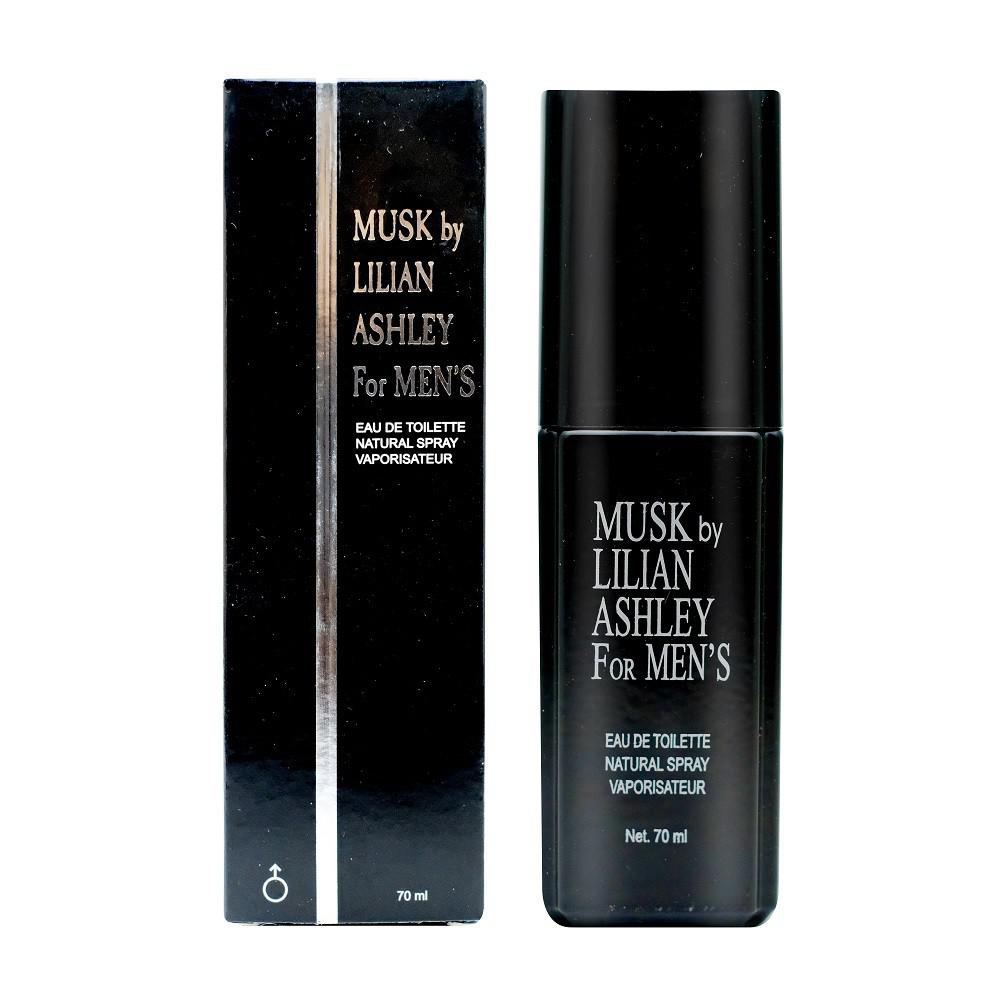 MUSK by
LILIAN
ASHLEY
For MEN'S
EAU DE TOILETTE
NATURAL SPRAY
VAPORISATEUR
70 ml
MUSK by
LILIAN
ASHLEY
FOR MEN'S
EAU DE TOILETTE
NATURAL SPRAY
VAPORISATEUR
Net. 70 ml